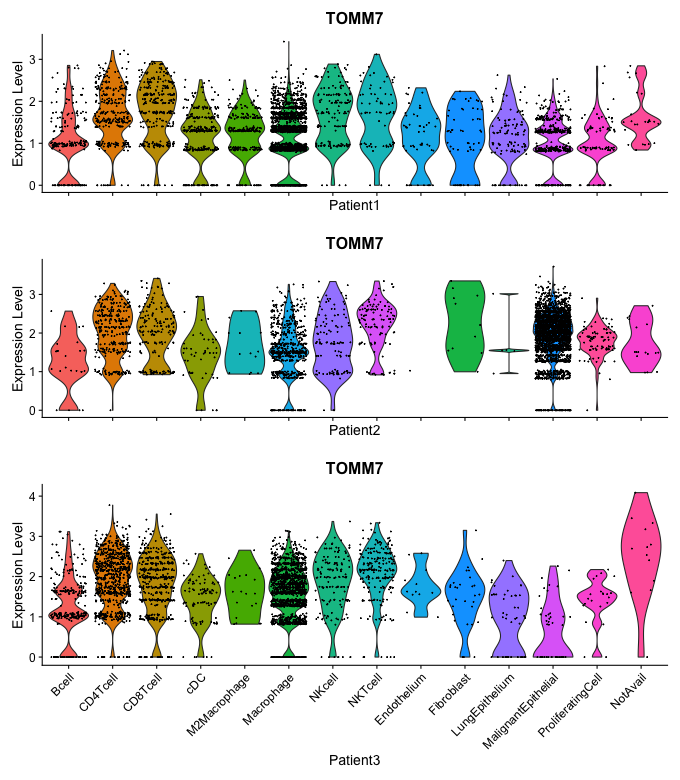 TOMM7
Expression Level
3
2
1
0
Patient1
TOMM7
Expression Level
3
2
1
0
Patient2
TOMM7
Expression Level
4
3
2
1
0
Bcell
CD4Tcell
CD8Tcell
cDC
M2Macrophage
Macrophage
NKcell
NKTcell
Endothelium
Fibroblast
LungEpithelium
MalignantEpithelial
ProliferatingCell
NotAvail
Patient3